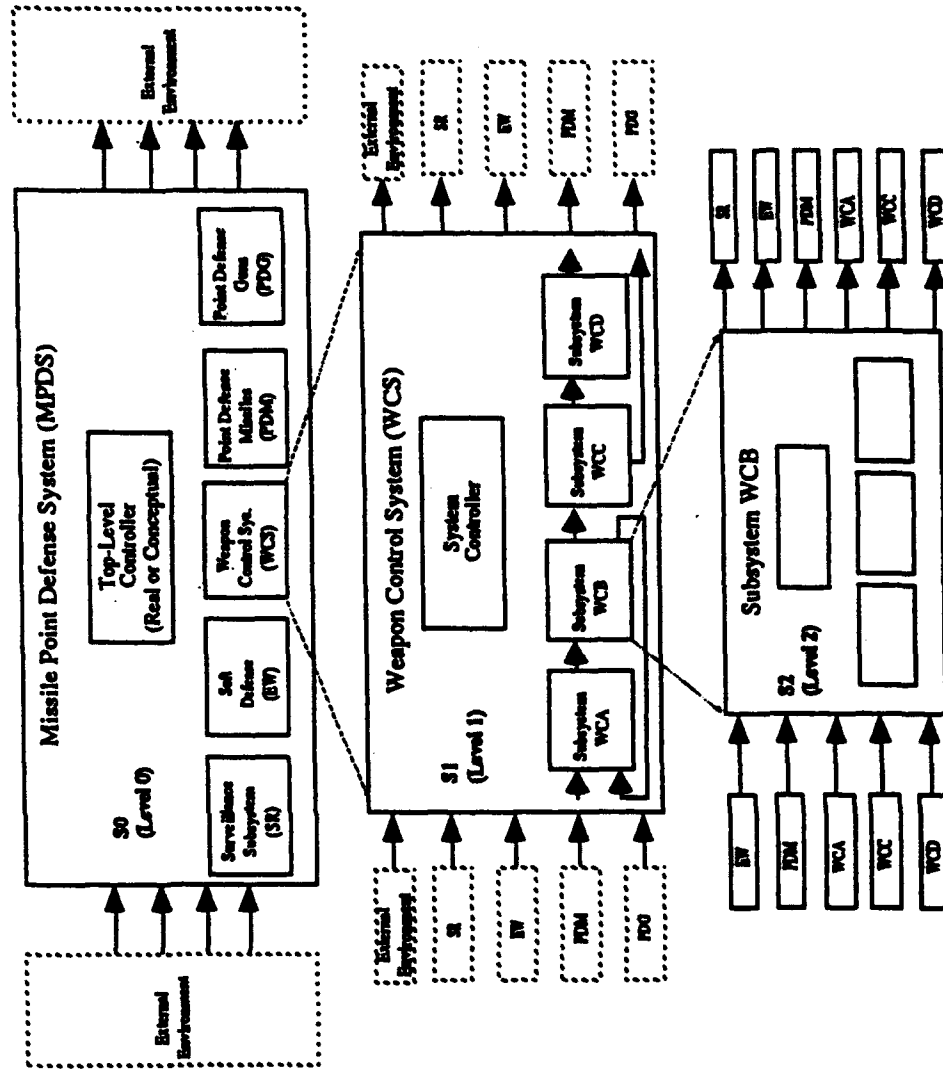 Missile Point Defense System (MPDS)
S0
(Level 0)
Top-Level
Controller
(Real or Conceptual)
External
Environment
Surveillance
Subsystem
(SR)
Soft
Defense
(EW)
Weapon
Control Sys.
(WCS)
Point Defense
Missiles
(PDM)
Point Defense
Guns
(PDG)
External
Environment
Weapon Control System (WCS)
S1
(Level 1)
System
Controller
External
Environment
SR
EW
PDM
PDG
Subsystem
WCA
Subsystem
WCB
Subsystem
WCC
Subsystem
WCD
External
Environment
SR
EW
PDM
PDG
Subsystem WCB
S2
(Level 2)
EW
PDM
WCA
WCC
WCD
SR
EW
PDM
WCA
WCC
WCD